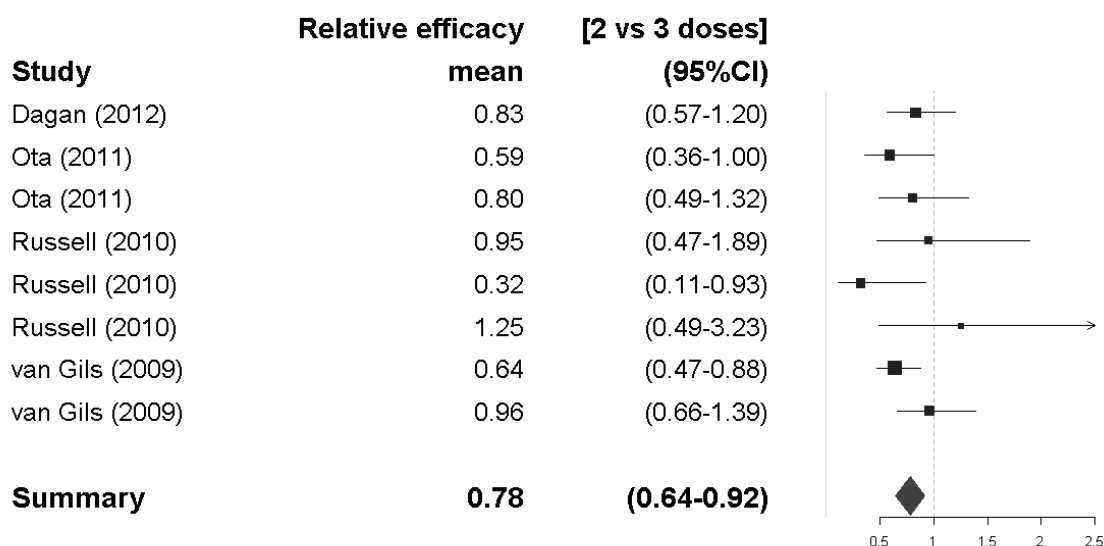 Relative efficacy [2 vs 3 doses]
Study mean (95%CI)
Dagan (2012) 0.83 (0.57-1.20)
Ota (2011) 0.59 (0.36-1.00)
Ota (2011) 0.80 (0.49-1.32)
Russell (2010) 0.95 (0.47-1.89)
Russell (2010) 0.32 (0.11-0.93)
Russell (2010) 1.25 (0.49-3.23)
van Gils (2009) 0.64 (0.47-0.88)
van Gils (2009) 0.96 (0.66-1.39)
Summary 0.78 (0.64-0.92)
0.5 1 1.5 2 2.5